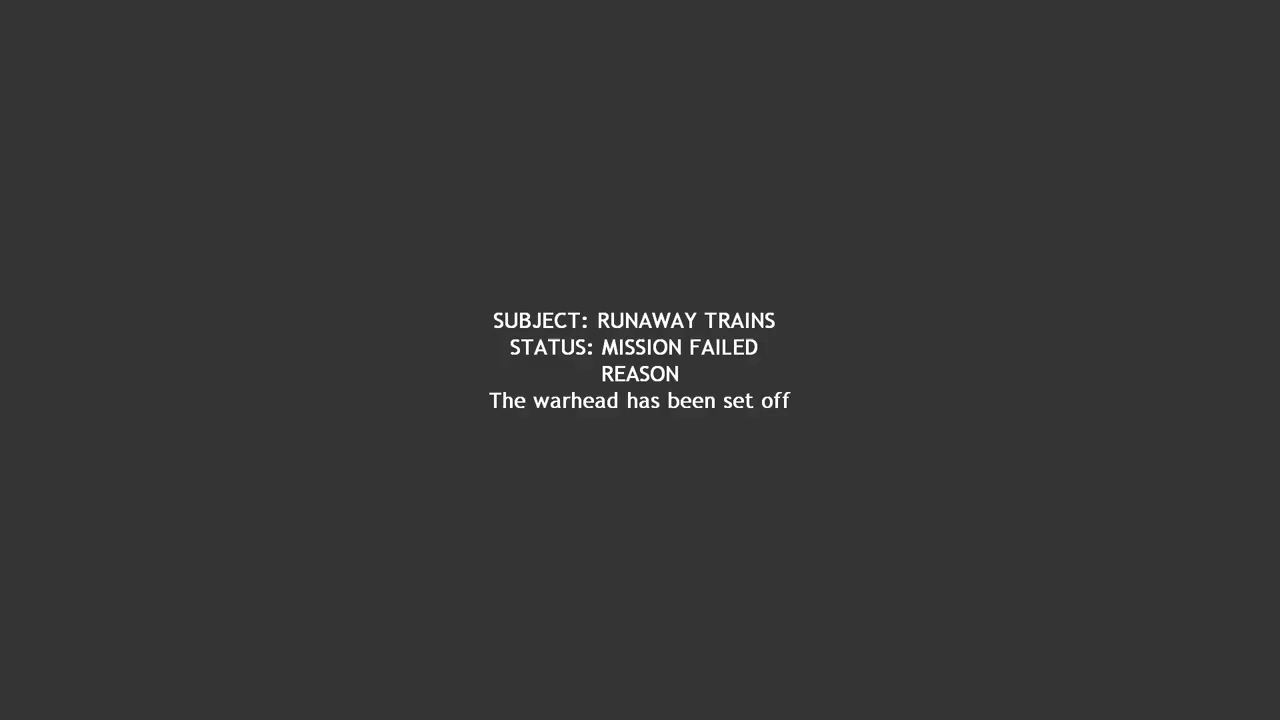 SUBJECT: RUNAWAY TRAINS
STATUS: MISSION FAILED
REASON
The warhead has been set off